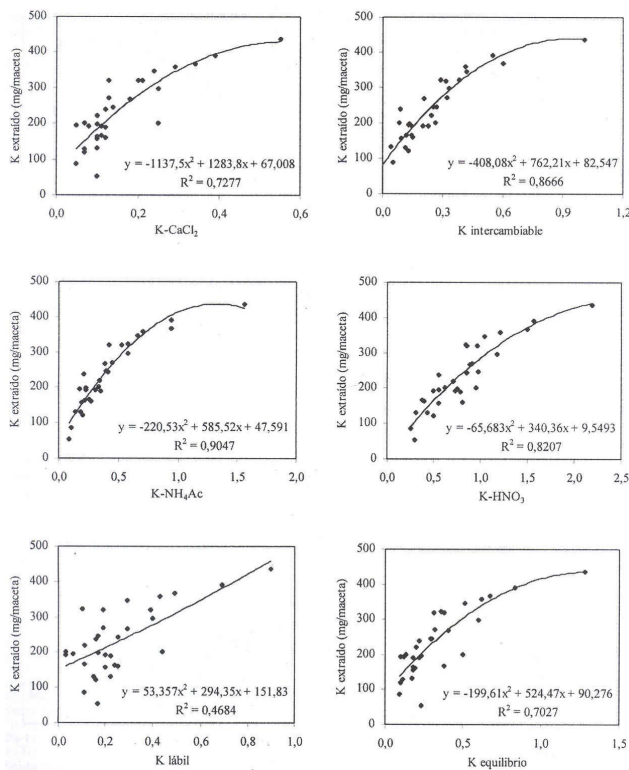 K extraído (mg/maceta)
500
400
300
200
100
0
0,0 0,2 0,4 0,6
y = -1137,5x² + 1283,8x + 67,008
R² = 0,7277
K-CaCl₂
K extraído (mg/maceta)
500
400
300
200
100
0
0,0 0,3 0,6 0,9 1,2
y = -408,08x² + 762,21x + 82,547
R² = 0,8666
K intercambiable
K extraído (mg/maceta)
500
400
300
200
100
0
0,0 0,5 1,0 1,5 2,0
y = -220,53x² + 585,52x + 47,591
R² = 0,9047
K-NH₄Ac
K extraído (mg/maceta)
500
400
300
200
100
0
0,0 0,5 1,0 1,5 2,0 2,5
y = -65,683x² + 340,36x + 9,5493
R² = 0,8207
K-HNO₃
K extraído (mg/maceta)
500
400
300
200
100
0
0,0 0,2 0,4 0,6 0,8 1,0
y = 53,357x² + 294,35x + 151,83
R² = 0,4684
K lábil
K extraído (mg/maceta)
500
400
300
200
100
0
0,0 0,5 1,0 1,5
y = -199,61x² + 524,47x + 90,276
R² = 0,7027
K equilibrio